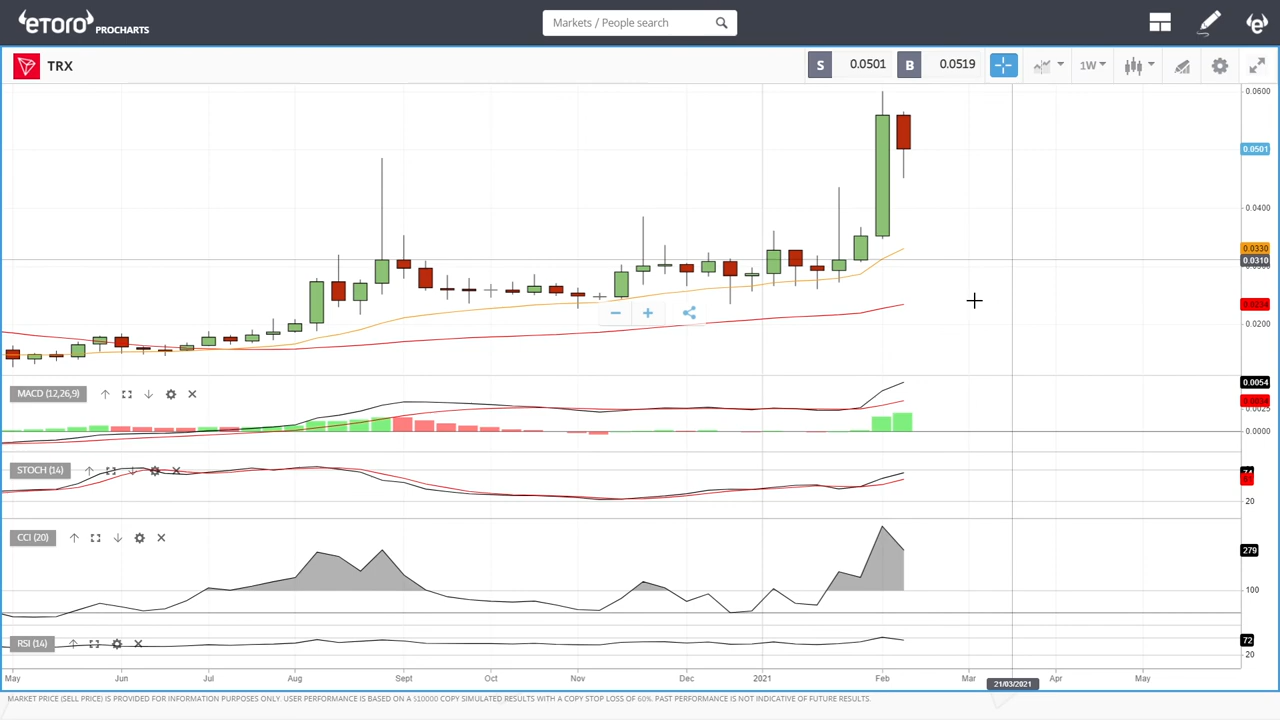 eToro PROCHARTS
Markets / People search
TRX
S 0.0501 B 0.0519
1W
0.0600
0.0501
0.0400
0.0330
0.0310
0.0200
MACD (12,26,9)
0.0054
0.0025
0.0000
STOCH (14)
20
CCI (20)
279
100
RSI (14)
72
20
May Jun Jul Aug Sept Nov Dec 2021 Feb Mar Apr May
21/03/2021
MARKET PRICE (SELL PRICE) IS PROVIDED FOR INFORMATION PURPOSES ONLY. USER PERFORMANCE IS BASED ON A $10000 COPY SIMULATED RESULTS WITH A COPY STOP LOSS OF 60%. PAST PERFORMANCE IS NOT INDICATIVE OF FUTURE RESULTS.